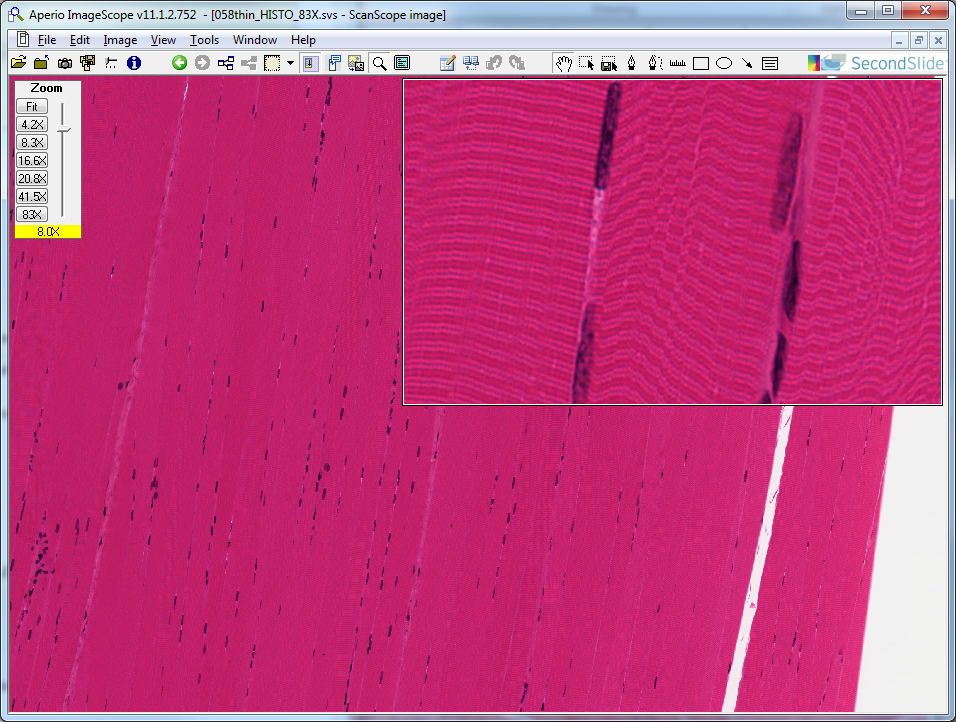 Aperio ImageScope v11.1.2.752 - [058thin_HISTO_83X.svs - ScanScope image]
File Edit Image View Tools Window Help
SecondSlide
Zoom
Fit
4.2X
8.3X
16.6X
20.8X
41.5X
83X
8.0X